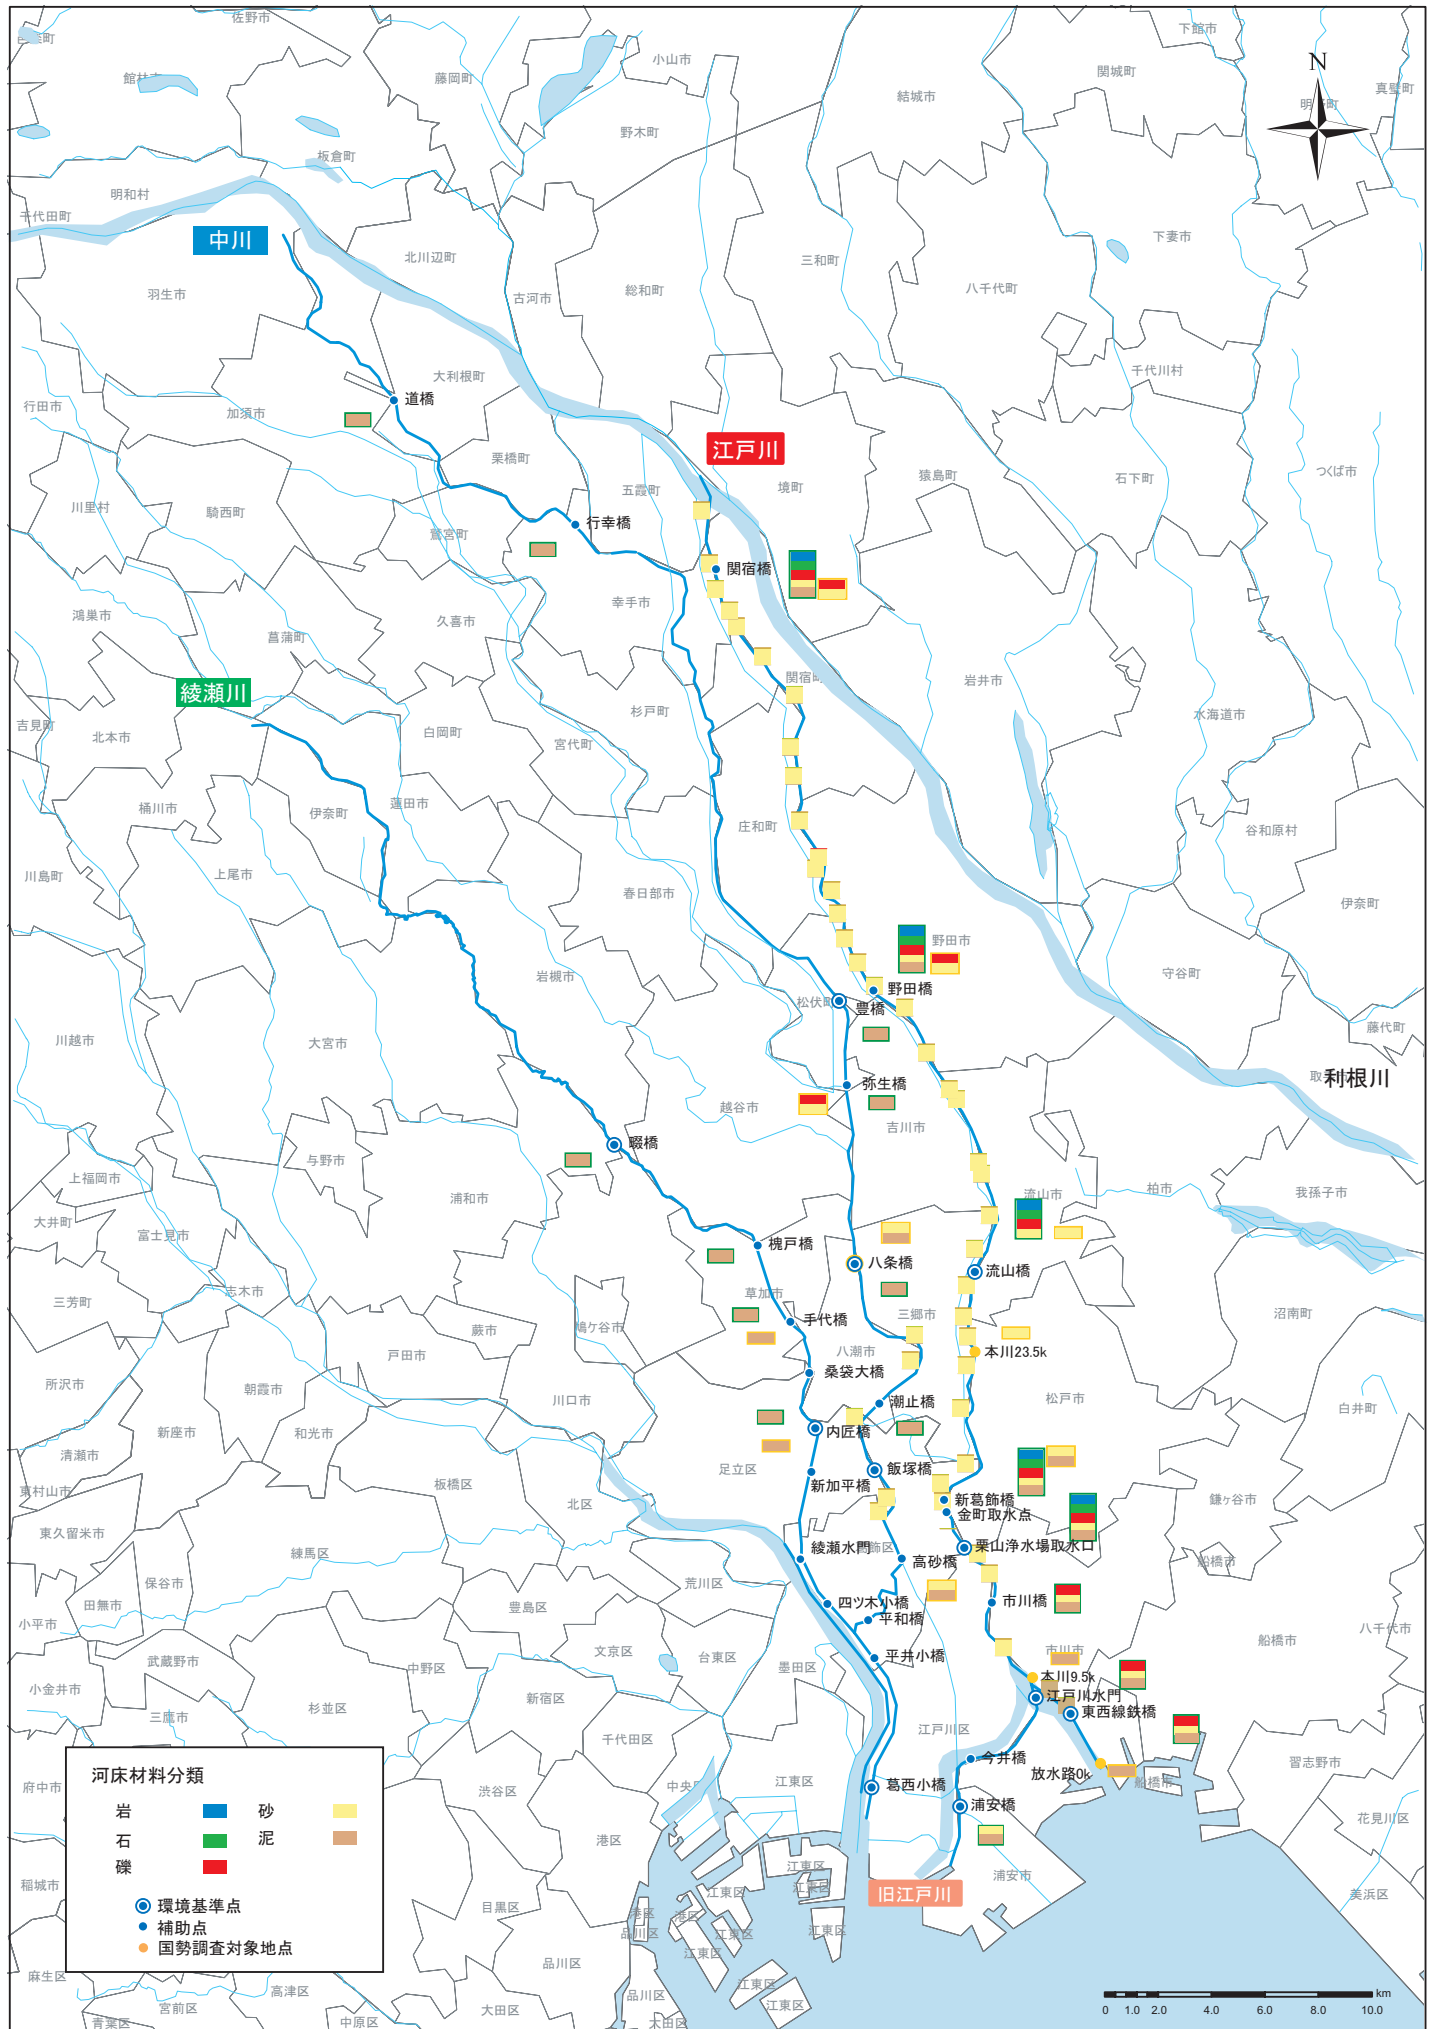 佐野市
下館市
小山市
関城町
藤岡町
結城市
N
真壁町
野木町
板倉町
明和村
千代田町
中川
下妻市
北川辺町
三和町
羽生市
古河市
総和町
八千代町
大利根町
千代川村
道橋
行田市
加須市
江戸川
栗橋町
猿島町
石下町
つくば市
五霞町
境町
川里村
騎西町
行幸橋
鷲宮町
関宿橋
幸手市
鴻巣市
久喜市
菖蒲町
岩井市
綾瀬川
杉戸町
水海道市
吉見町
北本市
白岡町
宮代町
桶川市
伊奈町
蓮田市
庄和町
谷和原村
川島町
上尾市
春日部市
伊奈町
野田市
岩槻市
守谷町
野田橋
松伏町
豊橋
藤代町
川越市
大宮市
利根川
弥生橋
越谷市
吉川市
畷橋
与野市
上福岡市
浦和市
流山市
柏市
我孫子市
大井町
富士見市
槐戸橋
八条橋
流山橋
志木市
草加市
三芳町
三郷市
沼南町
手代橋
蕨市
鳩ケ谷市
戸田市
八潮市
本川23.5k
桑袋大橋
所沢市
朝霞市
川口市
潮止橋
松戸市
白井町
新座市
和光市
内匠橋
清瀬市
足立区
飯塚橋
板橋区
新加平橋
東村山市
北区
新葛飾橋
鎌ヶ谷市
金町取水点
東久留米市
練馬区
栗山浄水場取水口
綾瀬水門
高砂橋
船橋市
保谷市
荒川区
田無市
豊島区
四ツ木小橋
市川橋
小平市
平和橋
八千代市
文京区
台東区
平井小橋
市川市
船橋市
武蔵野市
中野区
墨田区
本川9.5k
小金井市
新宿区
江戸川水門
杉並区
東西線鉄橋
三鷹市
江戸川区
千代田区
今井橋
習志野市
放水路0k
河床材料分類
府中市
渋谷区
江東区
葛西小橋
船橋市
岩
砂
浦安橋
花見川区
石
泥
港区
礫
江東区
浦安市
稲城市
江東区
旧江戸川
美浜区
江東区
環境基準点
目黒区
港区
港区
補助点
品川区
江東区
江東区
国勢調査対象地点
江東区
品川区
麻生区
高津区
江東区
品川区
宮前区
大田区
江東区
青葉区
中原区
大田区
km
0 1.0 2.0 4.0 6.0 8.0 10.0